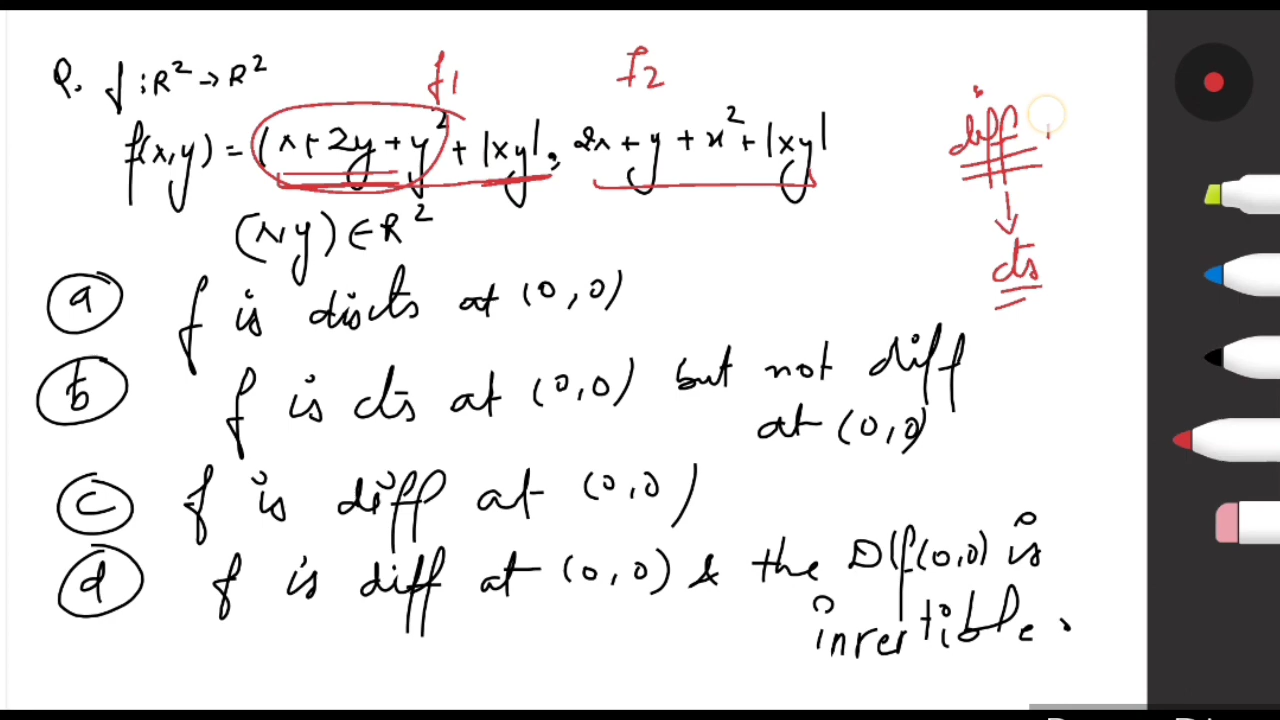 Q. f : R² → R²
f1 f2
f(x,y) = (x + 2y + y² + |xy|, 2x + y + x² + |xy|
(x y) ∈ R²
diff
↓
cts
a f is discts at (0,0)
b f is cts at (0,0) but not diff
at (0,0)
c f is diff at (0,0)
d f is diff at (0,0) & the Df(0,0) is
invertible.